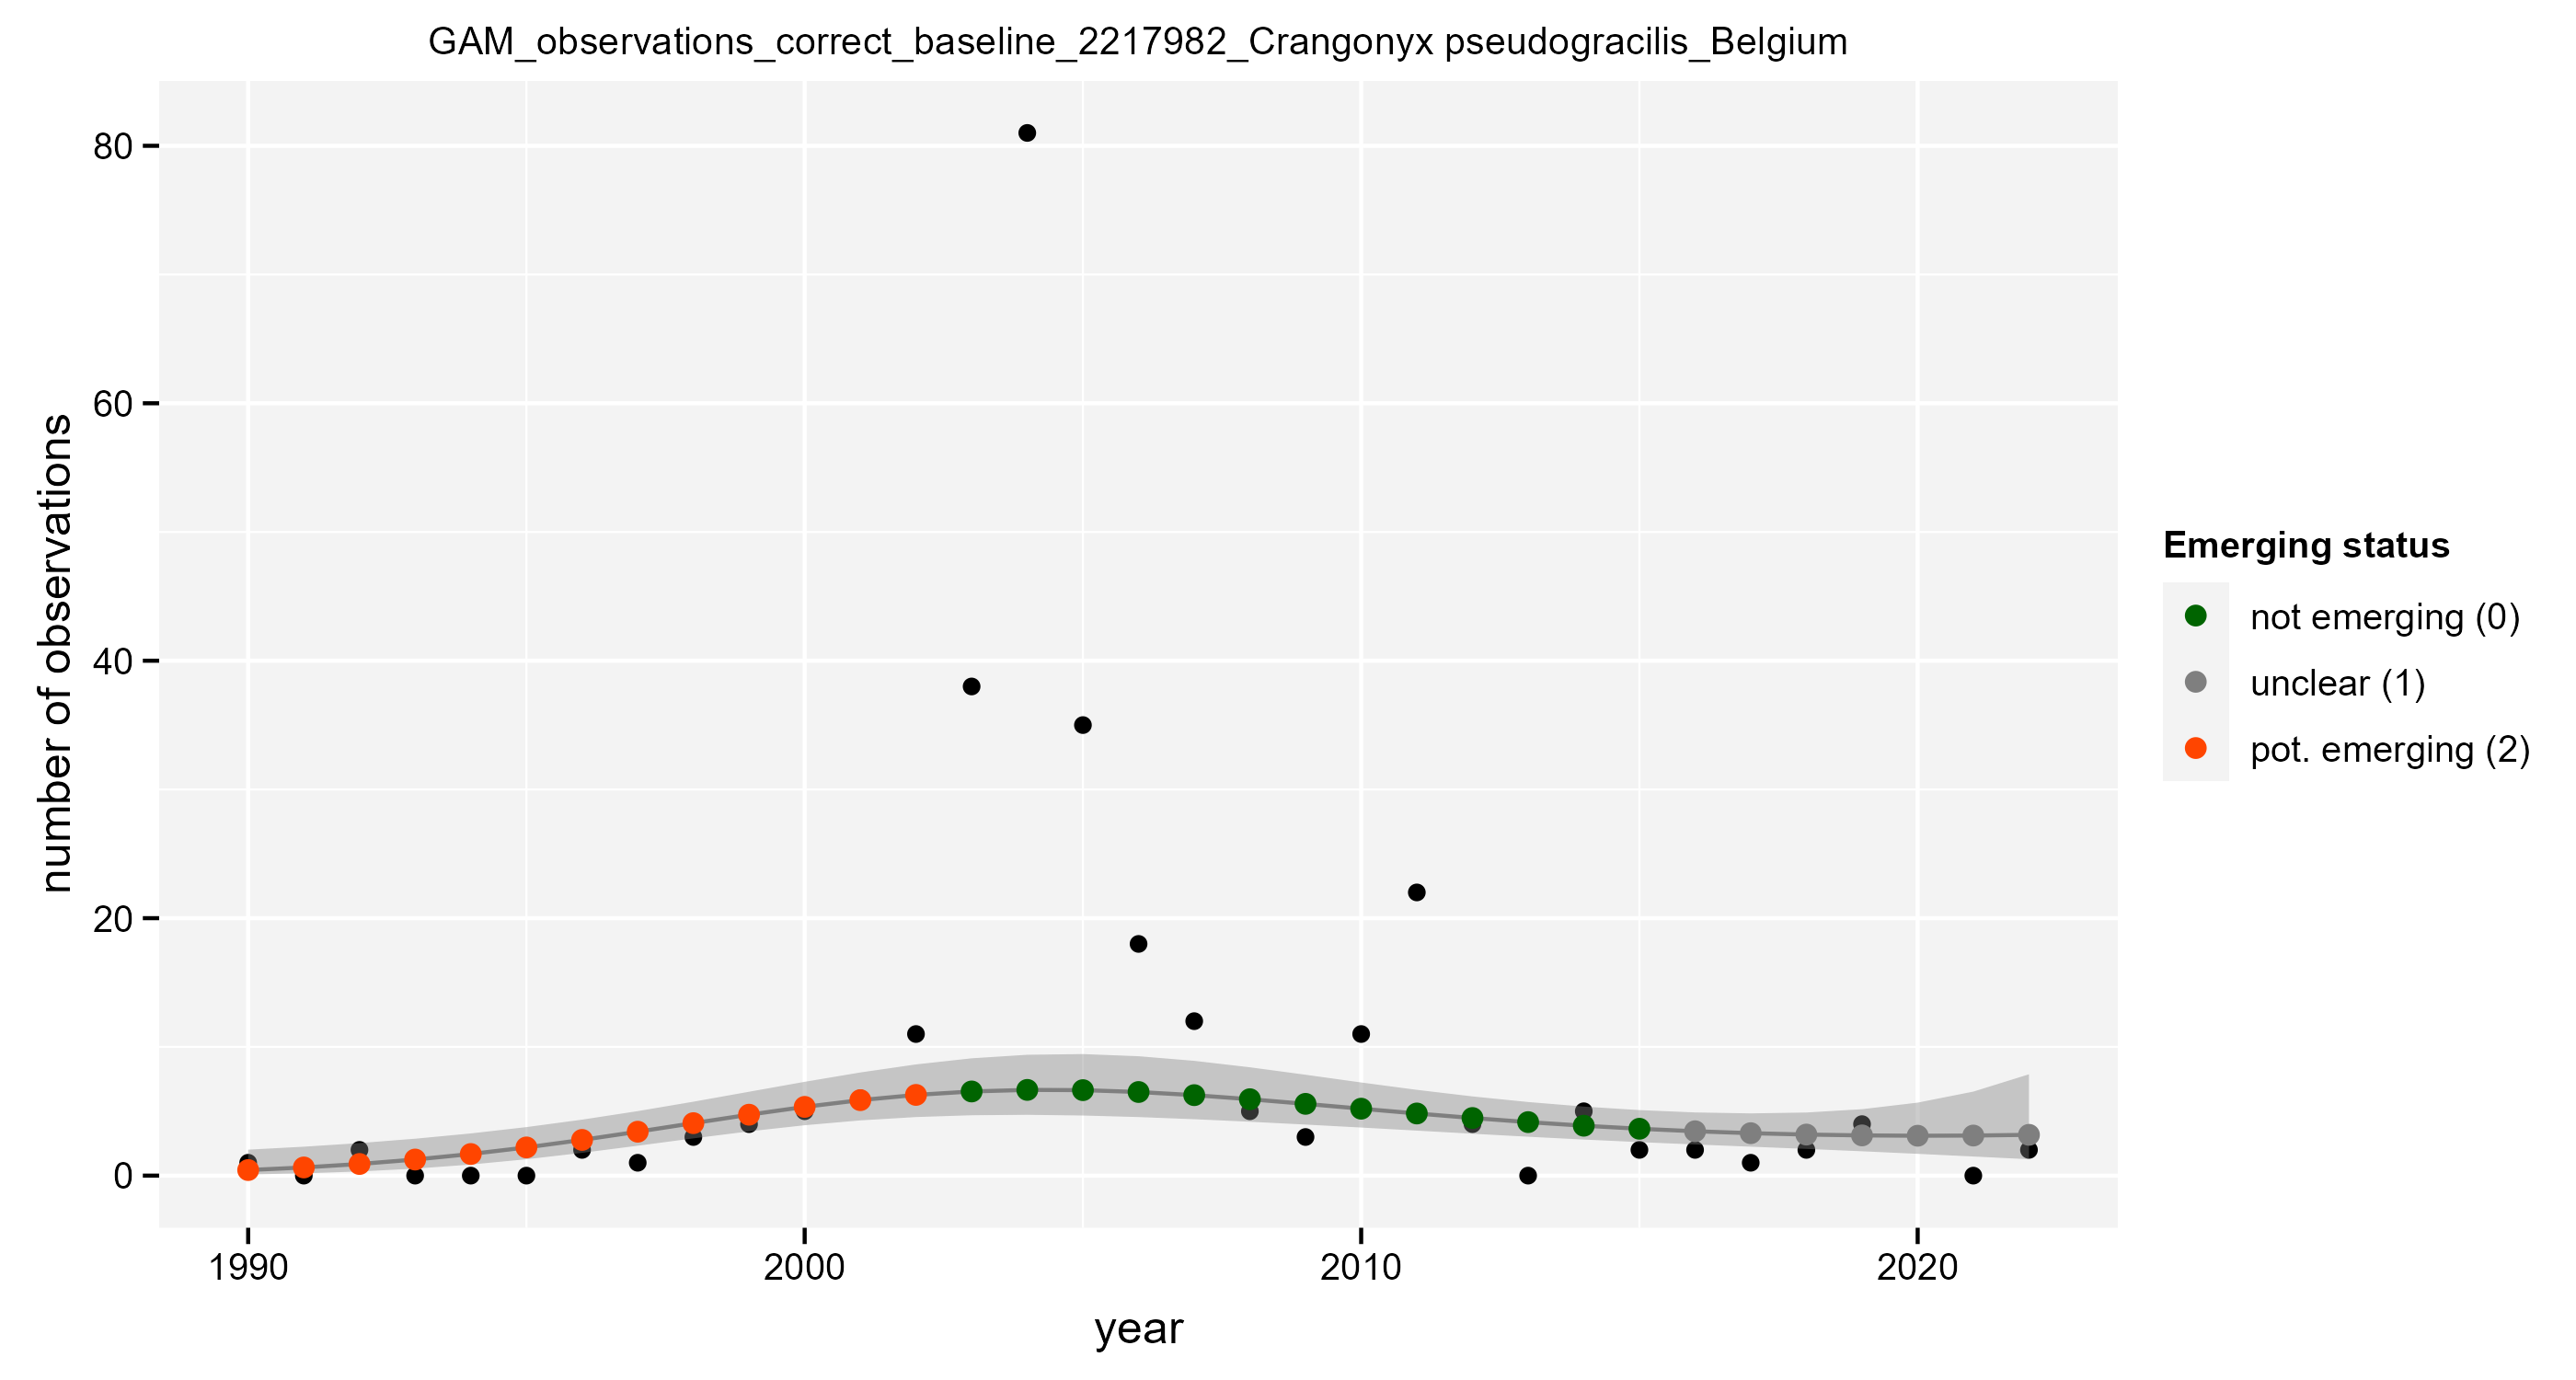 GAM_observations_correct_baseline_2217982_Crangonyx pseudogracilis_Belgium
number of observations
80
60
40
20
0
1990
2000
2010
2020
year
Emerging status
not emerging (0)
unclear (1)
pot. emerging (2)